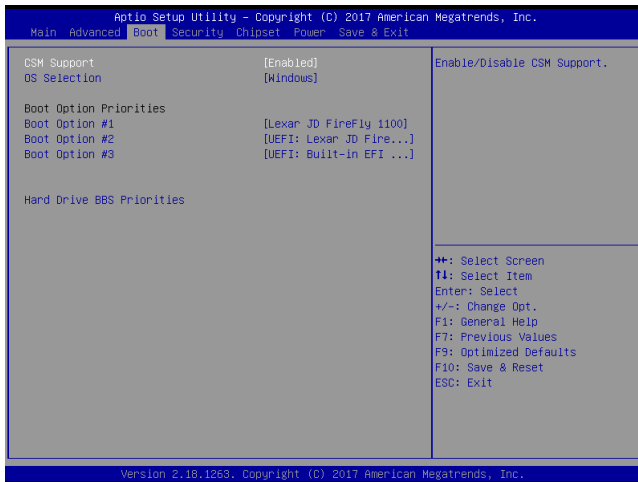 Aptio Setup Utility – Copyright (C) 2017 American Megatrends, Inc.
Main Advanced Boot Security Chipset Power Save & Exit
CSM Support [Enabled]
OS Selection [Windows]
Boot Option Priorities
Boot Option #1 [Lexar JD FireFly 1100]
Boot Option #2 [UEFI: Lexar JD Fire...]
Boot Option #3 [UEFI: Built-in EFI ...]
Hard Drive BBS Priorities
Enable/Disable CSM Support.
→←: Select Screen
↑↓: Select Item
Enter: Select
+/-: Change Opt.
F1: General Help
F7: Previous Values
F9: Optimized Defaults
F10: Save & Reset
ESC: Exit
Version 2.18.1263. Copyright (C) 2017 American Megatrends, Inc.